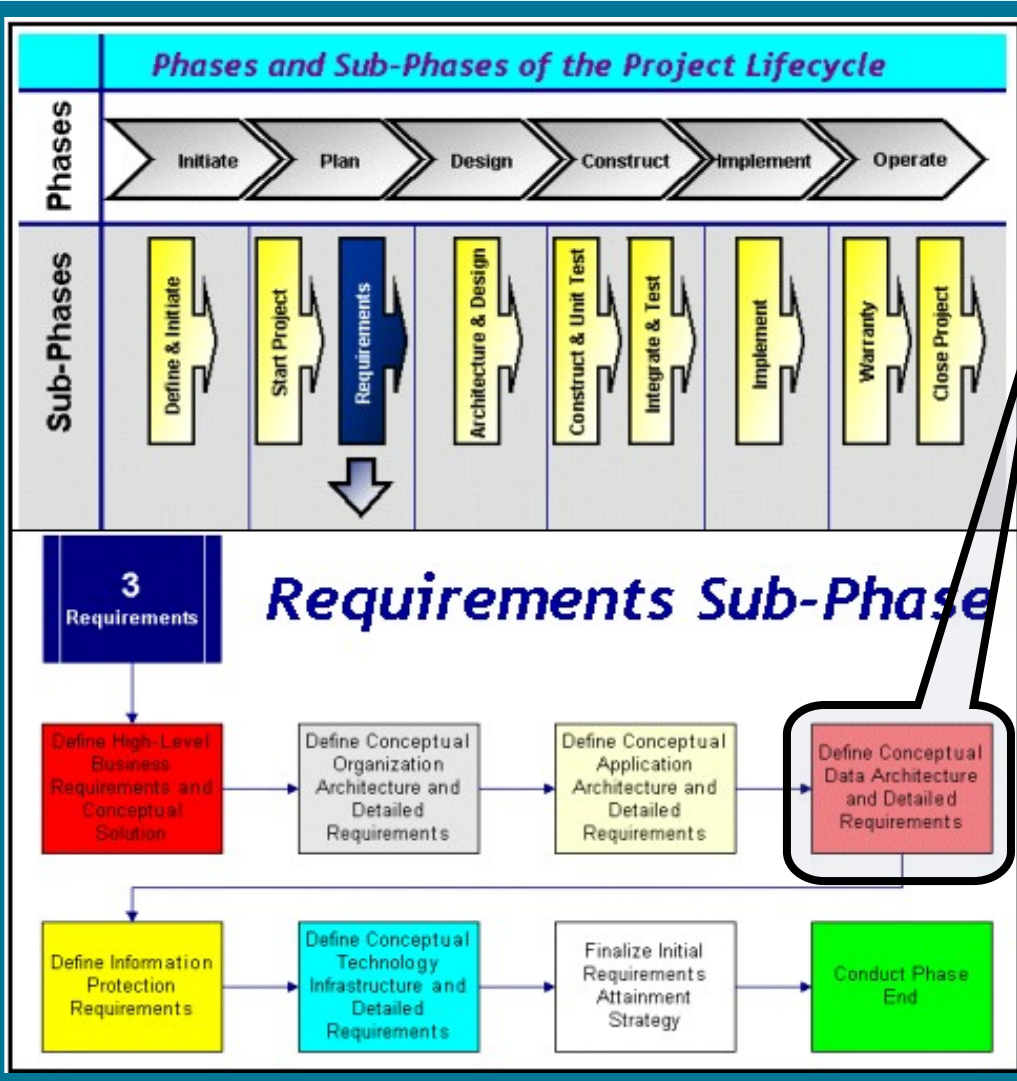 Phases and Sub-Phases of the Project Lifecycle
Phases
Initiate
Plan
Design
Construct
Implement
Operate
Sub-Phases
Define & Initiate
Start Project
Requirements
Architecture & Design
Construct & Unit Test
Integrate & Test
Implement
Warranty
Close Project
3
Requirements
Requirements Sub-Phase
Define High-Level
Business
Requirements and
Conceptual
Solution
Define Conceptual
Organization
Architecture and
Detailed
Requirements
Define Conceptual
Application
Architecture and
Detailed
Requirements
Define Conceptual
Data Architecture
and Detailed
Requirements
Define Information
Protection
Requirements
Define Conceptual
Technology
Infrastructure and
Detailed
Requirements
Finalize Initial
Requirements
Attainment
Strategy
Conduct Phase
End